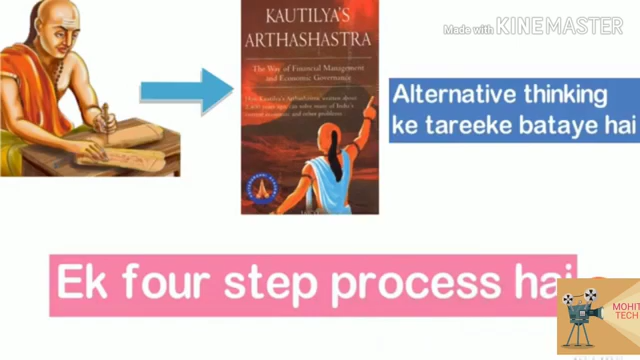 Made with KINEMASTER
KAUTILYA'S
ARTHASHASTRA
The Way of Financial Management
and Economic Governance
Alternative thinking
ke tareeke bataye hai
Ek four step process hai
MOHIT
TECH